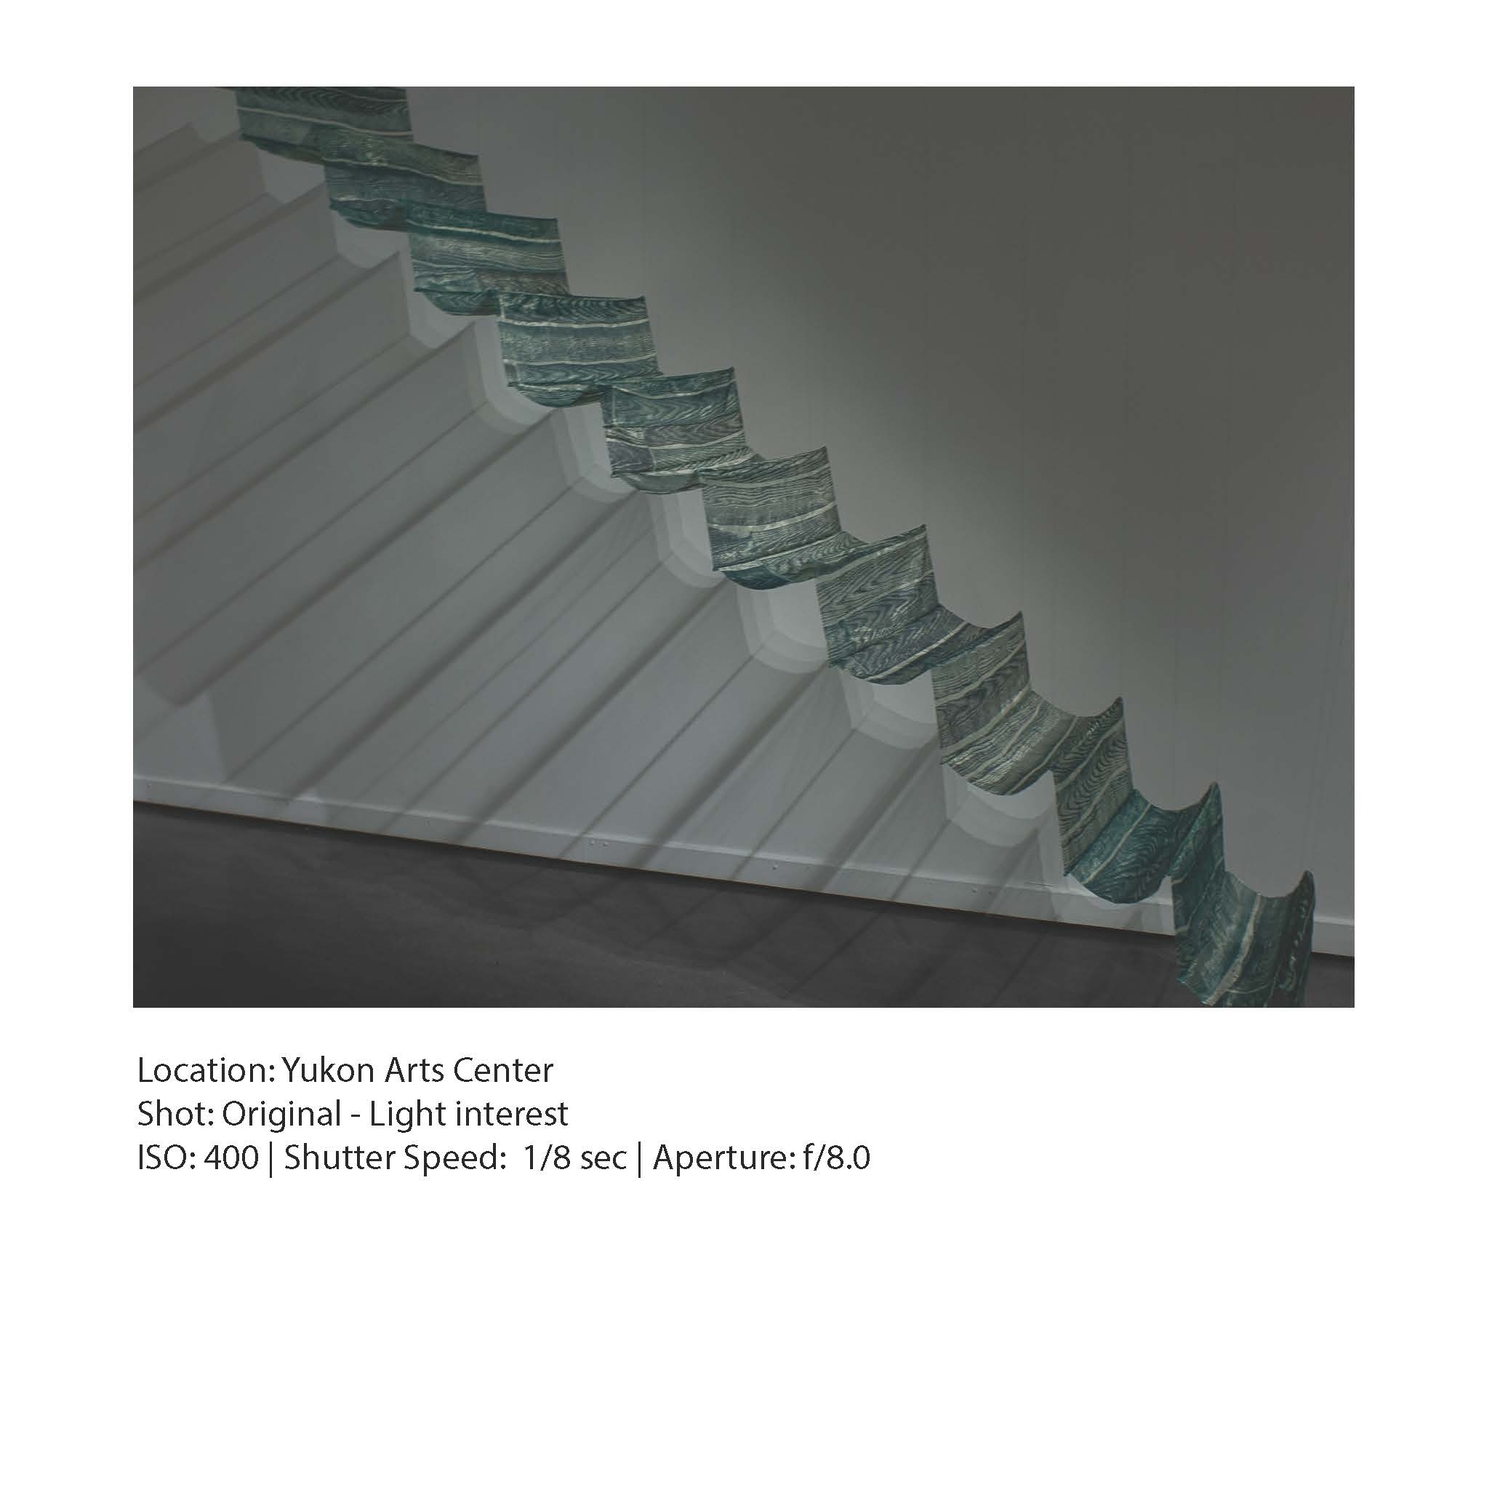 Location: Yukon Arts Center
Shot: Original - Light interest
ISO: 400 | Shutter Speed:  1/8 sec | Aperture: f/8.0